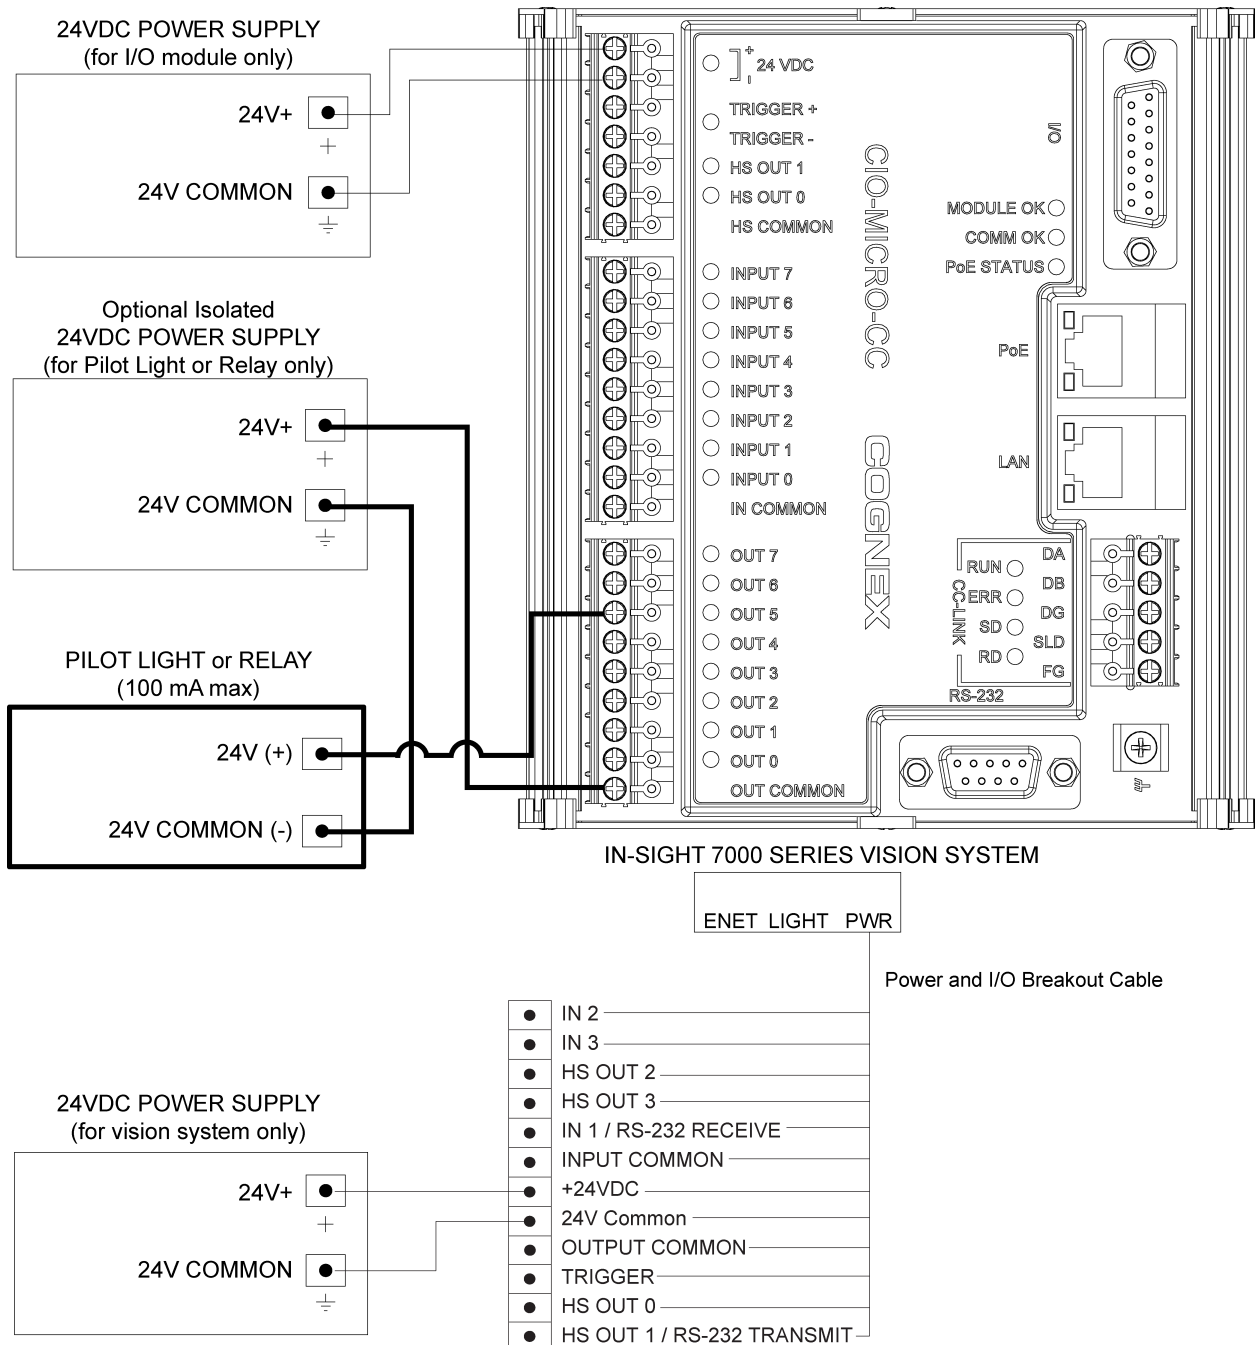 24VDC POWER SUPPLY
(for I/O module only)
24V+
+
24V COMMON
Optional Isolated
24VDC POWER SUPPLY
(for Pilot Light or Relay only)
24V+
+
24V COMMON
PILOT LIGHT or RELAY
(100 mA max)
24V (+)
24V COMMON (-)
+
24 VDC
-
TRIGGER +
TRIGGER -
HS OUT 1
HS OUT 0
HS COMMON
INPUT 7
INPUT 6
INPUT 5
INPUT 4
INPUT 3
INPUT 2
INPUT 1
INPUT 0
IN COMMON
OUT 7
OUT 6
OUT 5
OUT 4
OUT 3
OUT 2
OUT 1
OUT 0
OUT COMMON
CIO-MICRO-CC
COGNEX
I/O
MODULE OK
COMM OK
PoE STATUS
PoE
LAN
CC-LINK
RUN
ERR
SD
RD
DA
DB
DG
SLD
FG
RS-232
IN-SIGHT 7000 SERIES VISION SYSTEM
ENET LIGHT PWR
Power and I/O Breakout Cable
IN 2
IN 3
HS OUT 2
HS OUT 3
IN 1 / RS-232 RECEIVE
INPUT COMMON
+24VDC
24V Common
OUTPUT COMMON
TRIGGER
HS OUT 0
HS OUT 1 / RS-232 TRANSMIT
24VDC POWER SUPPLY
(for vision system only)
24V+
+
24V COMMON